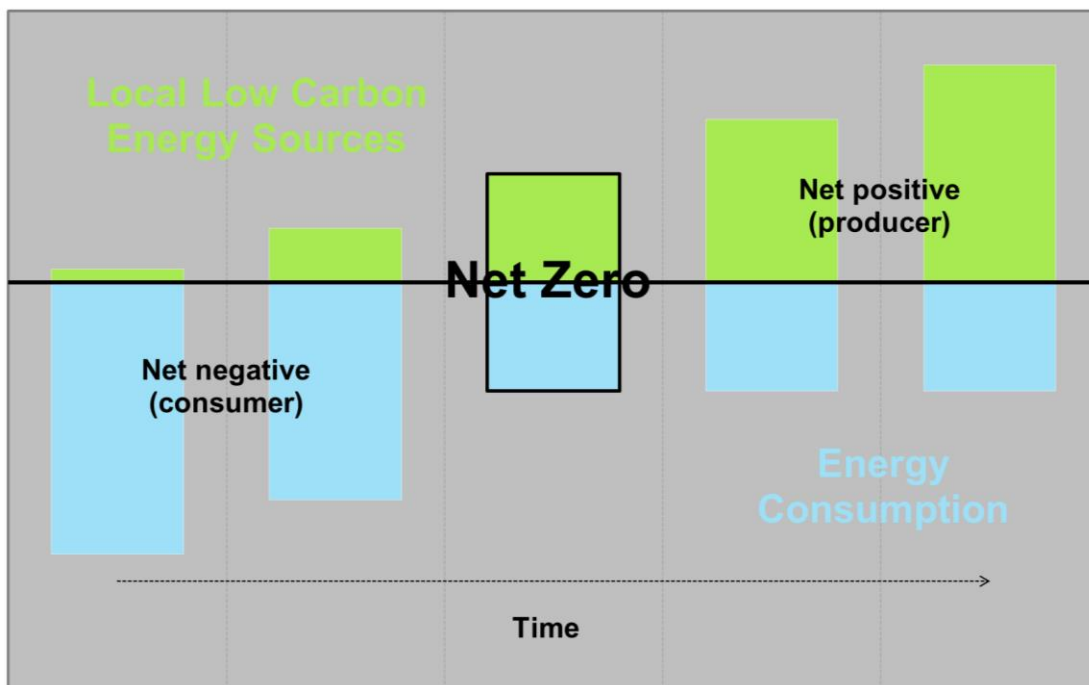 Local Low Carbon
Energy Sources
Net positive
(producer)
Net Zero
Net negative
(consumer)
Energy
Consumption
Time